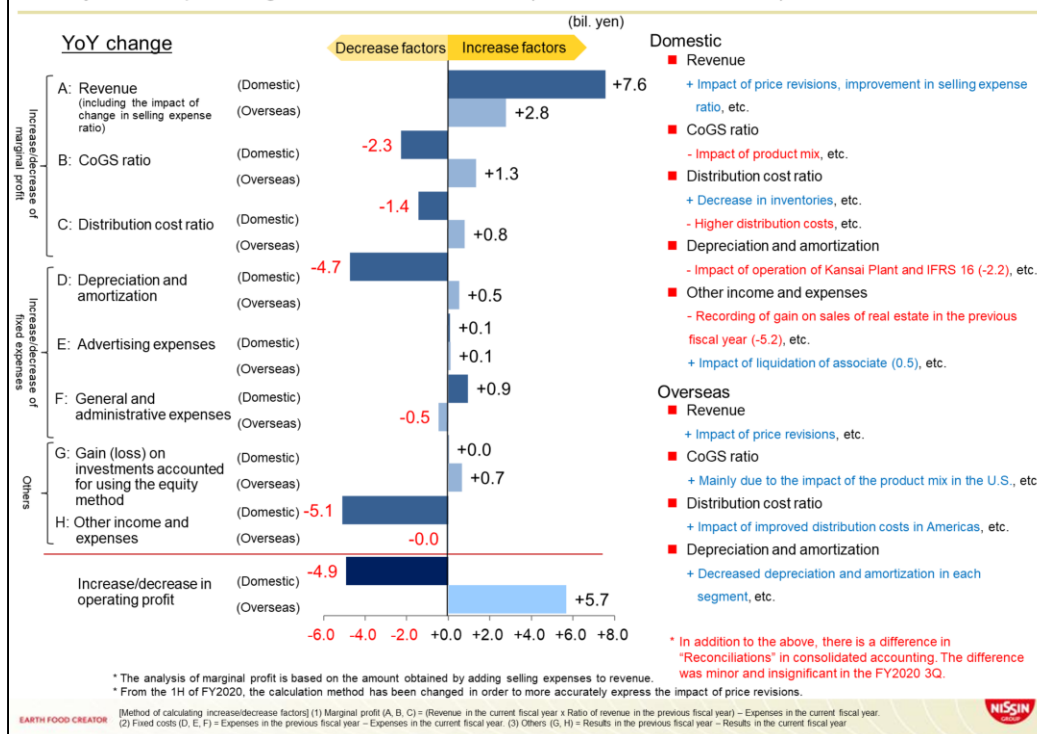 (bil. yen)
YoY change
Decrease factors
Increase factors
Increase/decrease of
marginal profit
A: Revenue
(including the impact of
change in selling expense
ratio)
(Domestic)
+7.6
(Overseas)
+2.8
B: CoGS ratio
(Domestic)
-2.3
(Overseas)
+1.3
C: Distribution cost ratio
(Domestic)
-1.4
(Overseas)
+0.8
Increase/decrease of
fixed expenses
D: Depreciation and
amortization
(Domestic)
-4.7
(Overseas)
+0.5
E: Advertising expenses
(Domestic)
+0.1
(Overseas)
+0.1
F: General and
administrative expenses
(Domestic)
+0.9
(Overseas)
-0.5
Others
G: Gain (loss) on
investments accounted
for using the equity
method
(Domestic)
+0.0
(Overseas)
+0.7
H: Other income and
expenses
(Domestic)
-5.1
(Overseas)
-0.0
Increase/decrease in
operating profit
(Domestic)
-4.9
(Overseas)
+5.7
-6.0 -4.0 -2.0 +0.0 +2.0 +4.0 +6.0 +8.0
Domestic
Revenue
+ Impact of price revisions, improvement in selling expense
ratio, etc.
CoGS ratio
- Impact of product mix, etc.
Distribution cost ratio
+ Decrease in inventories, etc.
- Higher distribution costs, etc.
Depreciation and amortization
- Impact of operation of Kansai Plant and IFRS 16 (-2.2), etc.
Other income and expenses
- Recording of gain on sales of real estate in the previous
fiscal year (-5.2), etc.
+ Impact of liquidation of associate (0.5), etc.
Overseas
Revenue
+ Impact of price revisions, etc.
CoGS ratio
+ Mainly due to the impact of the product mix in the U.S., etc
Distribution cost ratio
+ Impact of improved distribution costs in Americas, etc.
Depreciation and amortization
+ Decreased depreciation and amortization in each
segment, etc.
* In addition to the above, there is a difference in
"Reconciliations" in consolidated accounting. The difference
was minor and insignificant in the FY2020 3Q.
* The analysis of marginal profit is based on the amount obtained by adding selling expenses to revenue.
* From the 1H of FY2020, the calculation method has been changed in order to more accurately express the impact of price revisions.
EARTH FOOD CREATOR
[Method of calculating increase/decrease factors] (1) Marginal profit (A, B, C) = (Revenue in the current fiscal year x Ratio of revenue in the previous fiscal year) – Expenses in the current fiscal year.
(2) Fixed costs (D, E, F) = Expenses in the previous fiscal year – Expenses in the current fiscal year. (3) Others (G, H) = Results in the previous fiscal year – Results in the current fiscal year
NISSIN
GROUP